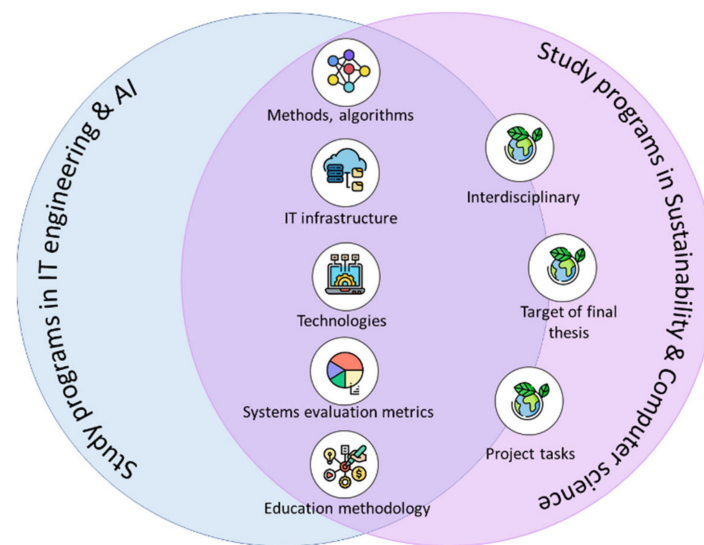 Study programs in IT engineering & AI
Study programs in Sustainability & Computer science
Methods, algorithms
IT infrastructure
Technologies
Systems evaluation metrics
Education methodology
Interdisciplinary
Target of final
thesis
Project tasks